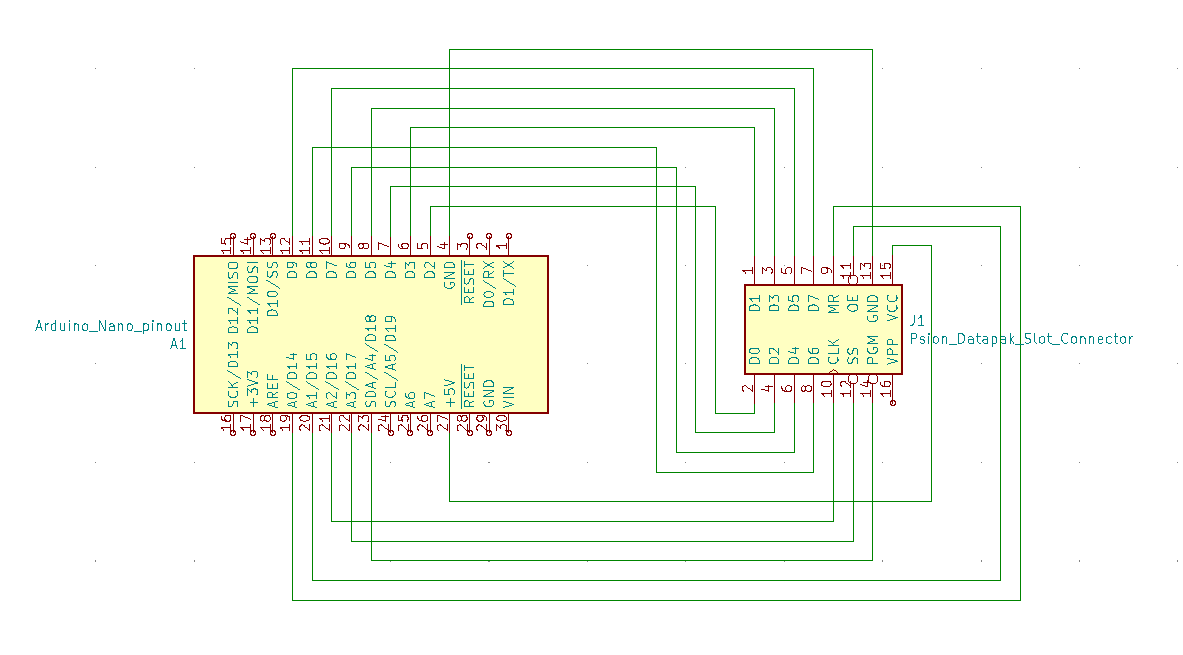 15 14 13 12 11 10 9 8 7 6 5 4 3 2 1
D12/MISO D11/MOSI D10/SS D9 D8 D7 D6 D5 D4 D3 D2 GND RESET D0/RX D1/TX
Arduino_Nano_pinout
A1
SCK/D13 +3V3 AREF A0/D14 A1/D15 A2/D16 A3/D17 SDA/A4/D18 SCL/A5/D19 A6 A7 +5V RESET GND VIN
16 17 18 19 20 21 22 23 24 25 26 27 28 29 30
1 3 5 7 9 11 13 15
D1 D3 D5 D7 MR OE GND VCC
J1
Psion_Datapak_Slot_Connector
D0 D2 D4 D6 CLK SS PGM VPP
2 4 6 8 10 12 14 16